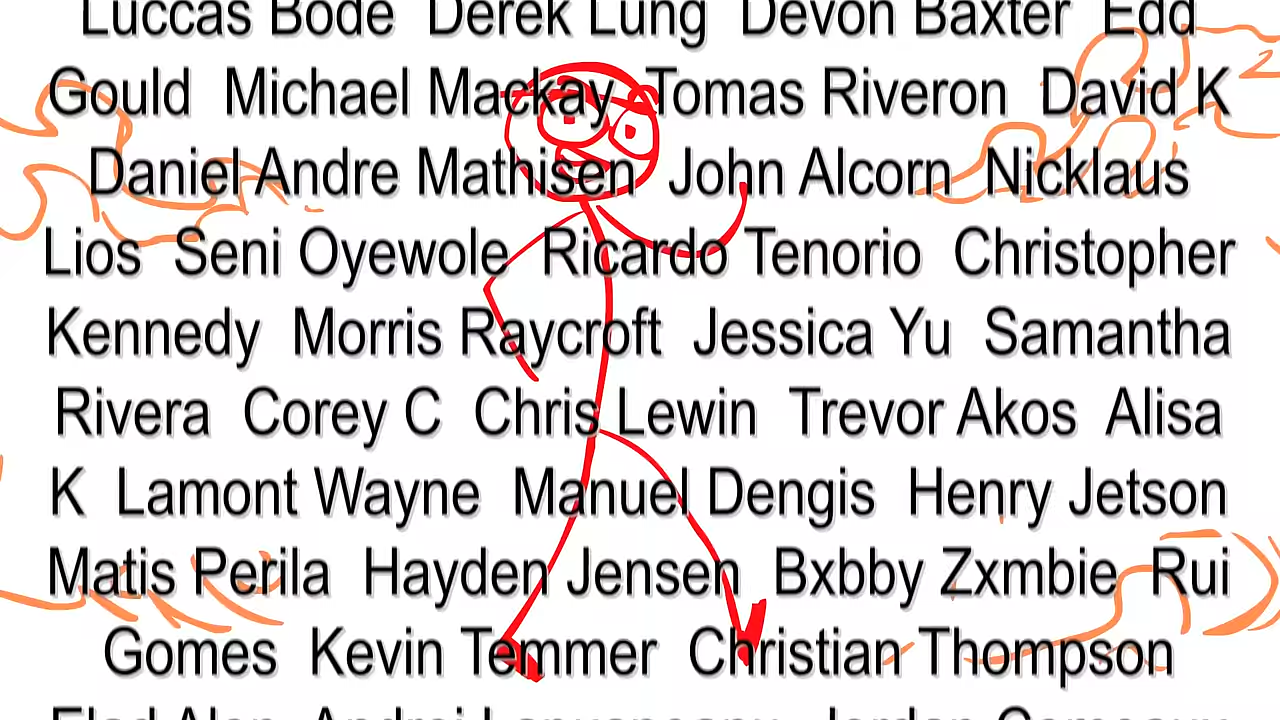 Luccas Bode Derek Lung Devon Baxter Edd
Gould Michael Mackay Tomas Riveron David K
Daniel Andre Mathisen John Alcorn Nicklaus
Lios Seni Oyewole Ricardo Tenorio Christopher
Kennedy Morris Raycroft Jessica Yu Samantha
Rivera Corey C Chris Lewin Trevor Akos Alisa
K Lamont Wayne Manuel Dengis Henry Jetson
Matis Perila Hayden Jensen Bxbby Zxmbie Rui
Gomes Kevin Temmer Christian Thompson